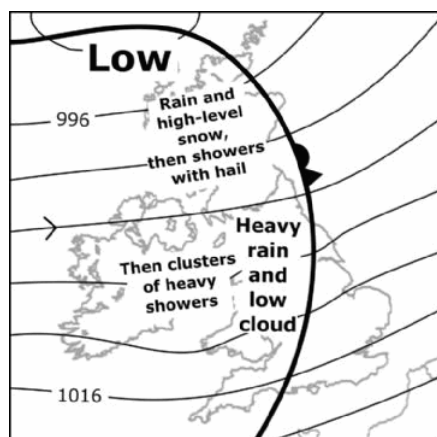 Low
996
Rain and
high-level
snow,
then showers
with hail
Heavy
rain
and
low
cloud
Then clusters
of heavy
showers
1016